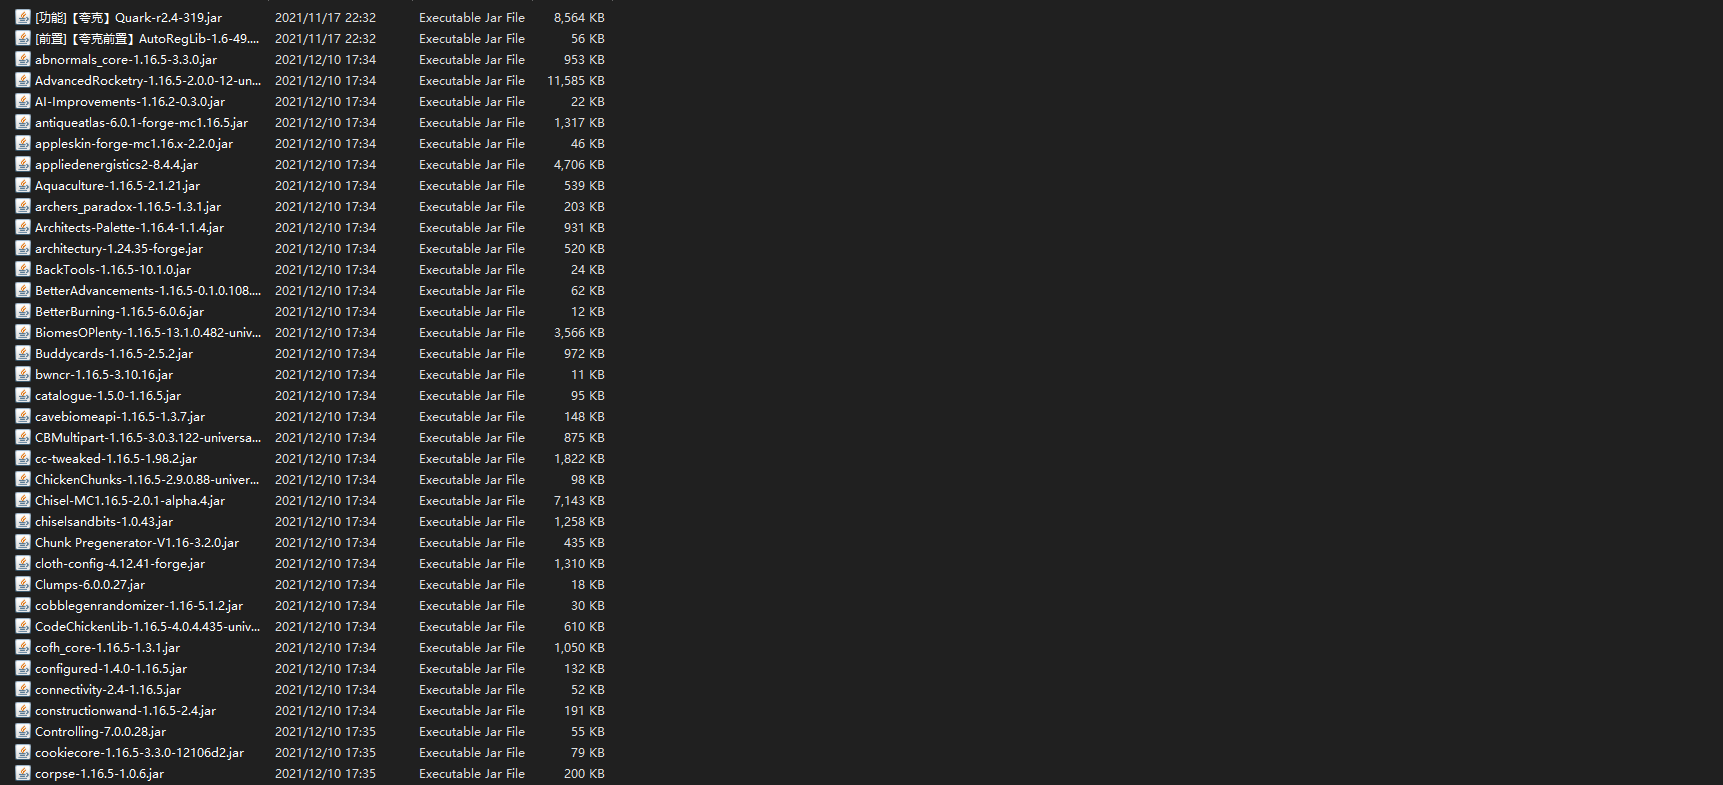 [功能]【夸克】Quark-r2.4-319.jar 2021/11/17 22:32 Executable Jar File 8,564 KB
[前置]【夸克前置】AutoRegLib-1.6-49.... 2021/11/17 22:32 Executable Jar File 56 KB
abnormals_core-1.16.5-3.3.0.jar 2021/12/10 17:34 Executable Jar File 953 KB
AdvancedRocketry-1.16.5-2.0.0-12-un... 2021/12/10 17:34 Executable Jar File 11,585 KB
AI-Improvements-1.16.2-0.3.0.jar 2021/12/10 17:34 Executable Jar File 22 KB
antiqueatlas-6.0.1-forge-mc1.16.5.jar 2021/12/10 17:34 Executable Jar File 1,317 KB
appleskin-forge-mc1.16.x-2.2.0.jar 2021/12/10 17:34 Executable Jar File 46 KB
appliedenergistics2-8.4.4.jar 2021/12/10 17:34 Executable Jar File 4,706 KB
Aquaculture-1.16.5-2.1.21.jar 2021/12/10 17:34 Executable Jar File 539 KB
archers_paradox-1.16.5-1.3.1.jar 2021/12/10 17:34 Executable Jar File 203 KB
Architects-Palette-1.16.4-1.1.4.jar 2021/12/10 17:34 Executable Jar File 931 KB
architectury-1.24.35-forge.jar 2021/12/10 17:34 Executable Jar File 520 KB
BackTools-1.16.5-10.1.0.jar 2021/12/10 17:34 Executable Jar File 24 KB
BetterAdvancements-1.16.5-0.1.0.108.... 2021/12/10 17:34 Executable Jar File 62 KB
BetterBurning-1.16.5-6.0.6.jar 2021/12/10 17:34 Executable Jar File 12 KB
BiomesOPlenty-1.16.5-13.1.0.482-univ... 2021/12/10 17:34 Executable Jar File 3,566 KB
Buddycards-1.16.5-2.5.2.jar 2021/12/10 17:34 Executable Jar File 972 KB
bwncr-1.16.5-3.10.16.jar 2021/12/10 17:34 Executable Jar File 11 KB
catalogue-1.5.0-1.16.5.jar 2021/12/10 17:34 Executable Jar File 95 KB
cavebiomeapi-1.16.5-1.3.7.jar 2021/12/10 17:34 Executable Jar File 148 KB
CBMultipart-1.16.5-3.0.3.122-universa... 2021/12/10 17:34 Executable Jar File 875 KB
cc-tweaked-1.16.5-1.98.2.jar 2021/12/10 17:34 Executable Jar File 1,822 KB
ChickenChunks-1.16.5-2.9.0.88-univer... 2021/12/10 17:34 Executable Jar File 98 KB
Chisel-MC1.16.5-2.0.1-alpha.4.jar 2021/12/10 17:34 Executable Jar File 7,143 KB
chiselsandbits-1.0.43.jar 2021/12/10 17:34 Executable Jar File 1,258 KB
Chunk Pregenerator-V1.16-3.2.0.jar 2021/12/10 17:34 Executable Jar File 435 KB
cloth-config-4.12.41-forge.jar 2021/12/10 17:34 Executable Jar File 1,310 KB
Clumps-6.0.0.27.jar 2021/12/10 17:34 Executable Jar File 18 KB
cobblegenrandomizer-1.16-5.1.2.jar 2021/12/10 17:34 Executable Jar File 30 KB
CodeChickenLib-1.16.5-4.0.4.435-univ... 2021/12/10 17:34 Executable Jar File 610 KB
cofh_core-1.16.5-1.3.1.jar 2021/12/10 17:34 Executable Jar File 1,050 KB
configured-1.4.0-1.16.5.jar 2021/12/10 17:34 Executable Jar File 132 KB
connectivity-2.4-1.16.5.jar 2021/12/10 17:34 Executable Jar File 52 KB
constructionwand-1.16.5-2.4.jar 2021/12/10 17:34 Executable Jar File 191 KB
Controlling-7.0.0.28.jar 2021/12/10 17:35 Executable Jar File 55 KB
cookiecore-1.16.5-3.3.0-12106d2.jar 2021/12/10 17:35 Executable Jar File 79 KB
corpse-1.16.5-1.0.6.jar 2021/12/10 17:35 Executable Jar File 200 KB